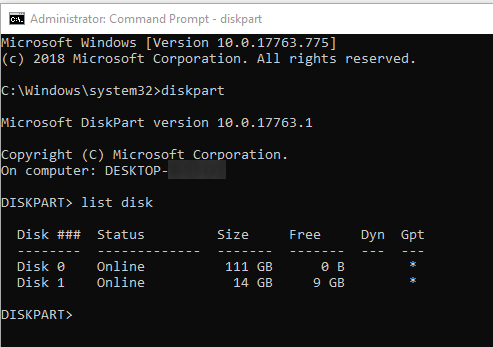 Administrator: Command Prompt - diskpart
Microsoft Windows [Version 10.0.17763.775]
(c) 2018 Microsoft Corporation. All rights reserved.
C:\Windows\system32>diskpart
Microsoft DiskPart version 10.0.17763.1
Copyright (C) Microsoft Corporation.
On computer: DESKTOP-
DISKPART> list disk
  Disk ###  Status         Size     Free     Dyn  Gpt
  --------  -------------  -------  -------  ---  ---
  Disk 0    Online          111 GB      0 B        *
  Disk 1    Online           14 GB     9 GB        *
DISKPART>